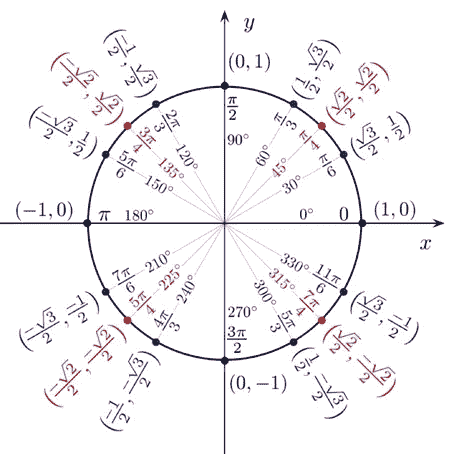 y
(0, 1)
(-1/2, √3/2)
(1/2, √3/2)
(-√2/2, √2/2)
(√2/2, √2/2)
(-√3/2, 1/2)
(√3/2, 1/2)
π/2
2π/3
π/3
3π/4
π/4
5π/6
π/6
90°
120°
60°
135°
45°
150°
30°
(-1, 0)
π
180°
0°
0
(1, 0)
x
210°
330°
7π/6
11π/6
225°
315°
5π/4
7π/4
240°
300°
4π/3
5π/3
270°
3π/2
(-√3/2, -1/2)
(√3/2, -1/2)
(-√2/2, -√2/2)
(√2/2, -√2/2)
(-1/2, -√3/2)
(1/2, -√3/2)
(0, -1)